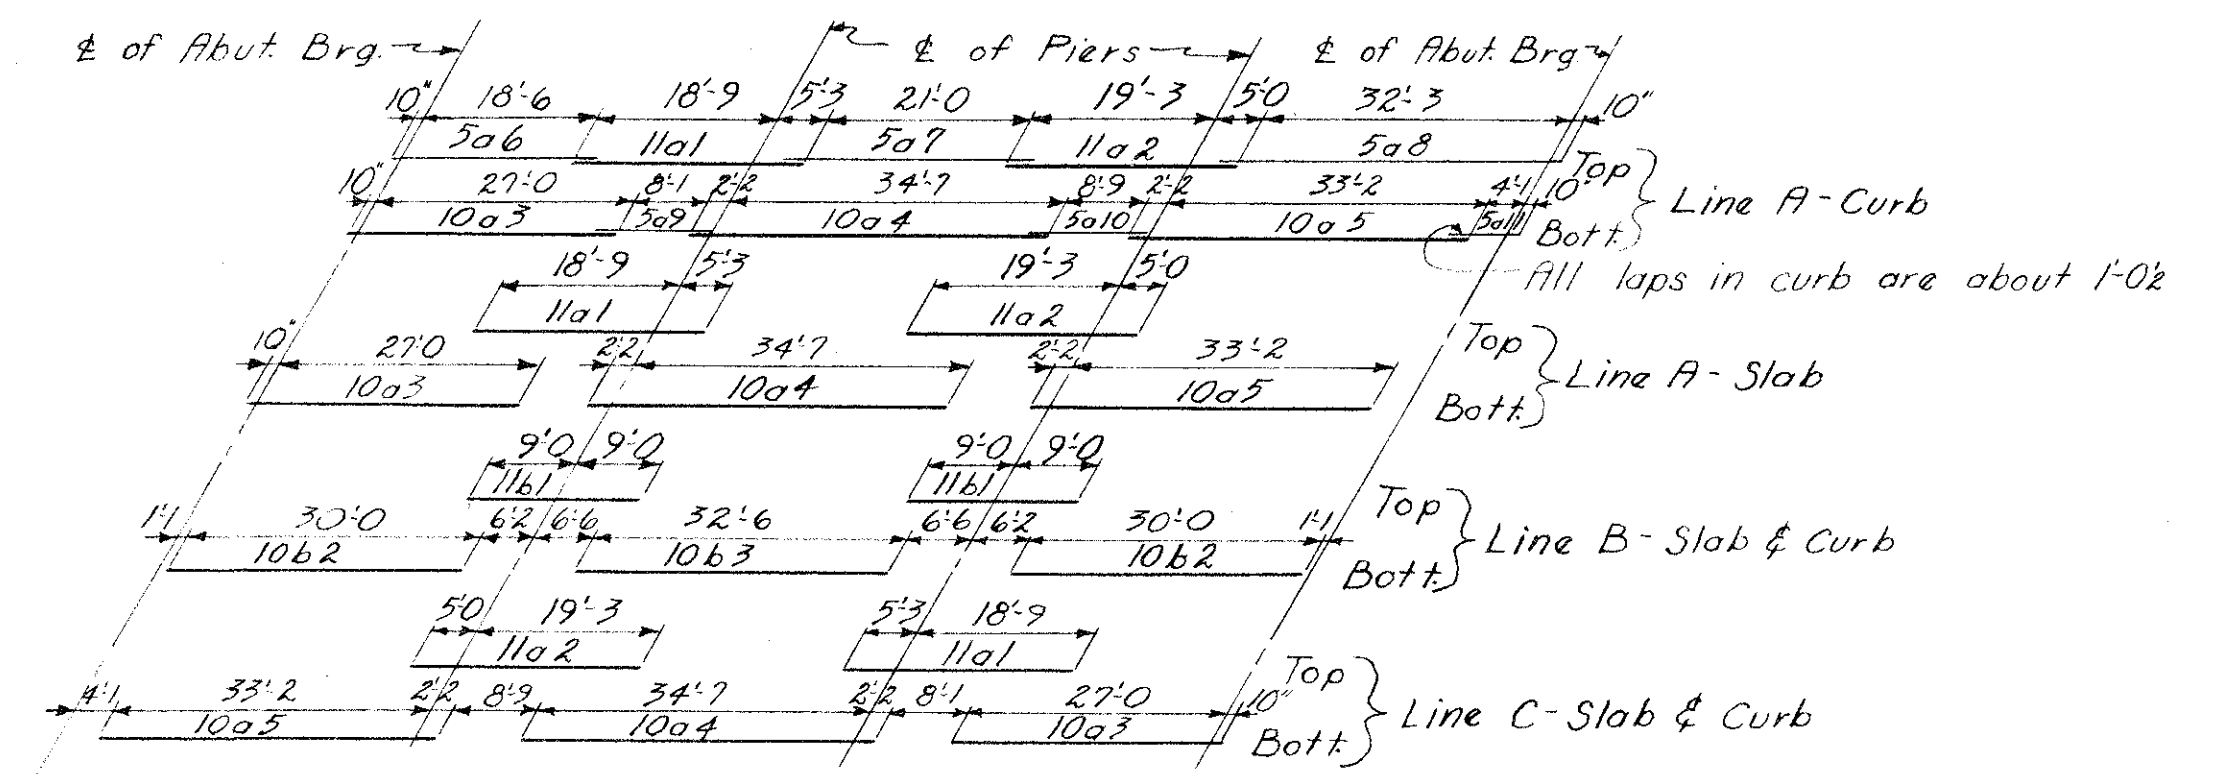 ℄ of Abut. Brg. ℄ of Piers ℄ of Abut. Brg.
10" 18'-6 18'-9 5'-3 21'-0 19'-3 5'-0 32'-3 10"
5a6 11a1 5a7 11a2 5a8
Top
10" 27'-0 8'-1 2'-2 34'-7 8'-9 2'-2 33'-2 4'-1 10"
Line A-Curb
10a3 5a9 10a4 5a10 10a5 5a11 Bott.
18'-9 5'-3 19'-3 5'-0 All laps in curb are about 1'-0½
11a1 11a2
Top
10" 27'-0 2'-2 34'-7 2'-2 33'-2
Line A-Slab
10a3 10a4 10a5 Bott.
9'-0 9'-0 9'-0 9'-0
11b1 11b1
Top
1'-1 30'-0 6'-2 6'-6 32'-6 6'-6 6'-2 30'-0 1'-1
Line B-Slab & Curb
10b2 10b3 10b2 Bott.
5'-0 19'-3 5'-3 18'-9
11a2 11a1
Top
4'-1 33'-2 2'-2 8'-9 34'-7 2'-2 8'-1 27'-0 10"
Line C-Slab & Curb
10a5 10a4 10a3 Bott.